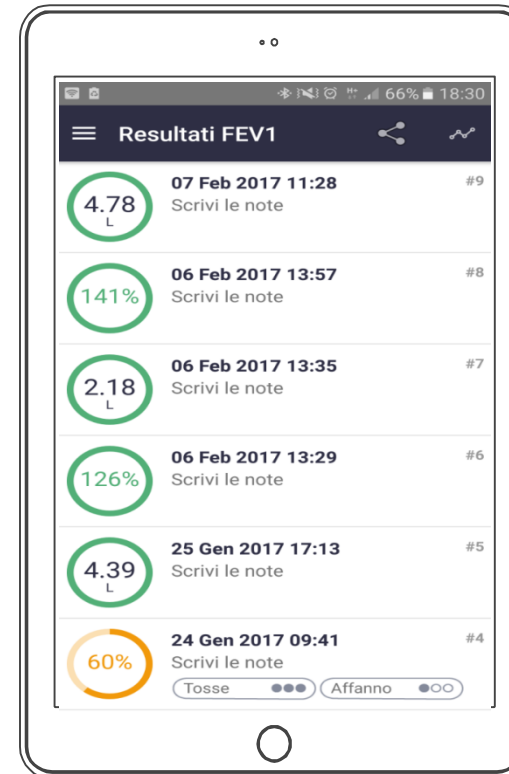 66% 18:30
Resultati FEV1
07 Feb 2017 11:28 #9
4.78 L
Scrivi le note
06 Feb 2017 13:57 #8
141%
Scrivi le note
06 Feb 2017 13:35 #7
2.18 L
Scrivi le note
06 Feb 2017 13:29 #6
126%
Scrivi le note
25 Gen 2017 17:13 #5
4.39 L
Scrivi le note
24 Gen 2017 09:41 #4
60%
Scrivi le note
Tosse Affanno